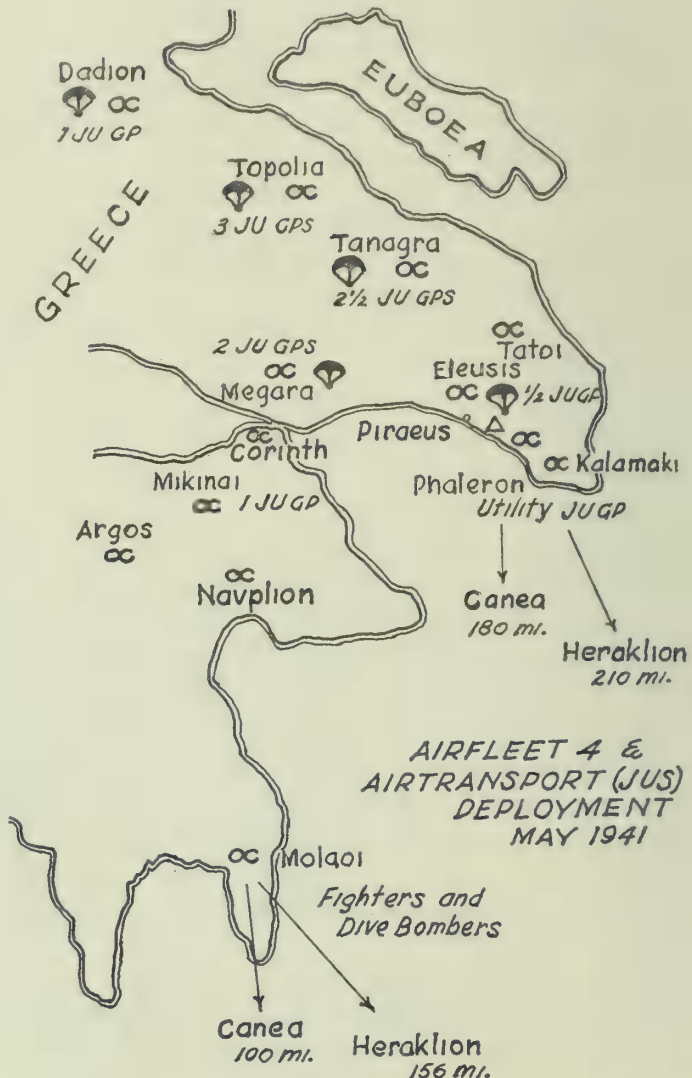 Dadion
1 JU GP
EUBOEA
Topolia
3 JU GPS
GREECE
Tanagra
2½ JU GPS
2 JU GPS
Megara
Tatoi
Eleusis
½ JUGP
Piraeus
Corinth
Kalamaki
Mikinai
1 JU GP
Phaleron
Utility JU GP
Argos
Navplion
Canea
180 mi.
Heraklion
210 mi.
AIRFLEET 4 &
AIRTRANSPORT (JUS)
DEPLOYMENT
MAY 1941
Molaoi
Fighters and
Dive Bombers
Canea
100 mi.
Heraklion
156 mi.